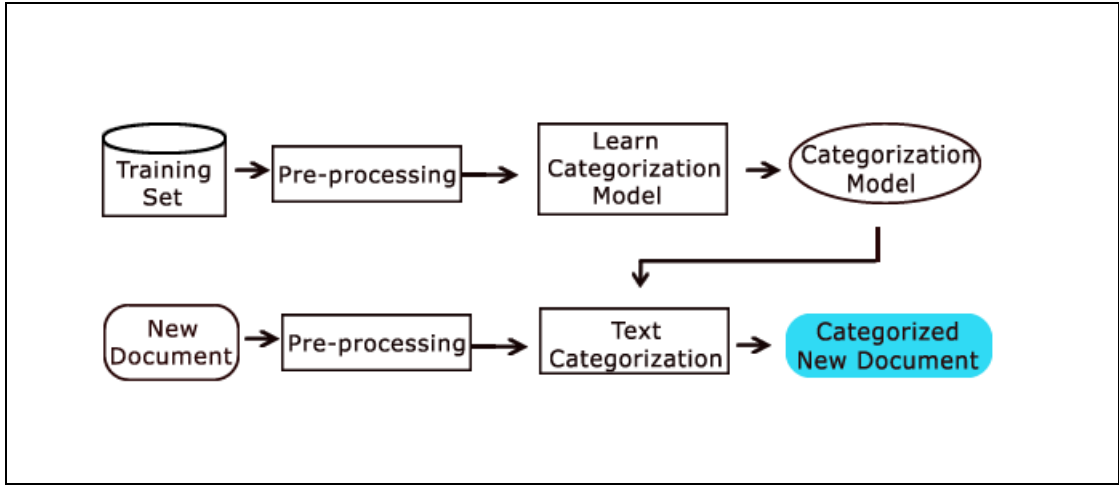 Training
Set
Pre-processing
Learn
Categorization
Model
Categorization
Model
New
Document
Pre-processing
Text
Categorization
Categorized
New Document